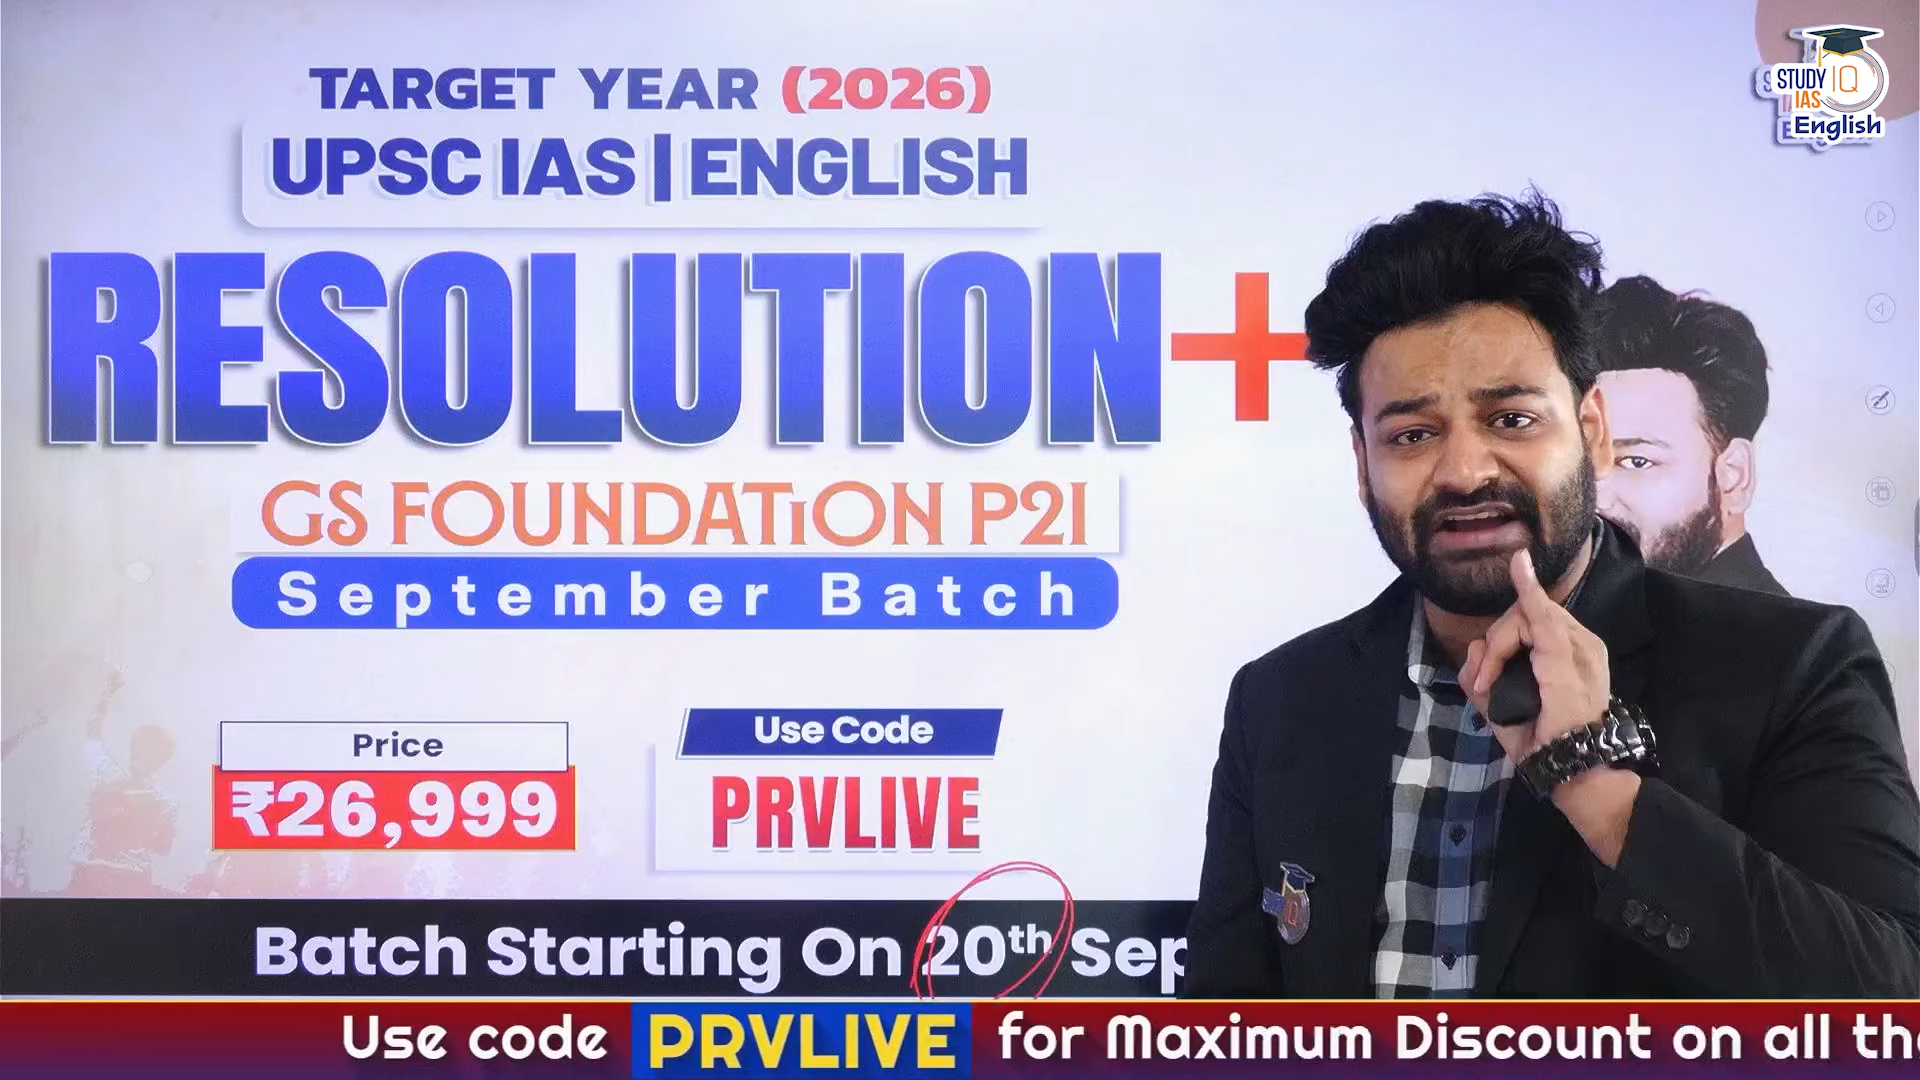 TARGET YEAR (2026)
UPSC IAS | ENGLISH
RESOLUTION+
GS FOUNDATiON P2I
September Batch
Price
₹26,999
Use Code
PRVLIVE
Batch Starting On 20th Sep
Use code PRVLIVE for Maximum Discount on all the
STUDY IQ
IAS
English